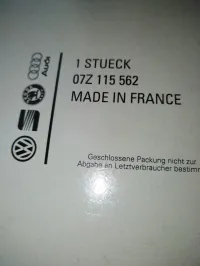 Audi
1 STUECK
07Z 115 562
MADE IN FRANCE
Geschlossene Packung nicht zur
Abgabe an Letztverbraucher bestimm